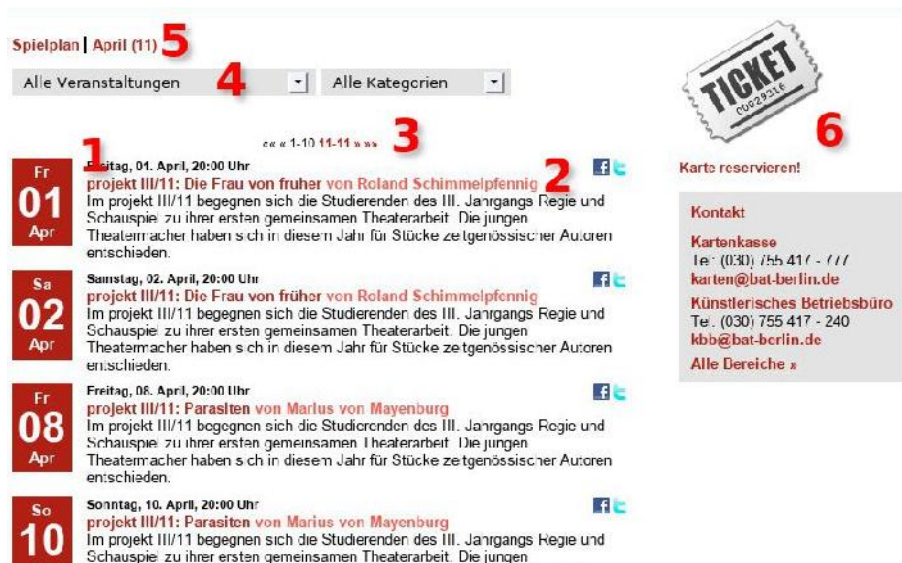 Spielplan | April (11) 5
Alle Veranstaltungen 4 Alle Kategorien
«« « 1-10 11-11 » »» 3
1
Fr
01
Apr
Freitag, 01. April, 20:00 Uhr
projekt III/11: Die Frau von fruher von Roland Schimmelpfennig 2
Im projekt III/11 begegnen sich die Studierenden des III. Jahrgangs Regie und
Schauspiel zu ihrer ersten gemeinsamen Theaterarbeit. Die jungen
Theatermacher haben sich in diesem Jahr für Stücke zeitgenössischer Autoren
entschieden.
Sa
02
Apr
Samstag, 02. April, 20:00 Uhr
projekt III/11: Die Frau von früher von Roland Schimmelpfennig
Im projekt III/11 begegnen sich die Studierenden des III. Jahrgangs Regie und
Schauspiel zu ihrer ersten gemeinsamen Theaterarbeit. Die jungen
Theatermacher haben sich in diesem Jahr für Stücke zeitgenössischer Autoren
entschieden.
Fr
08
Apr
Freitag, 08. April, 20:00 Uhr
projekt III/11: Parasiten von Marius von Mayenburg
Im projekt III/11 begegnen sich die Studierenden des III. Jahrgangs Regie und
Schauspiel zu ihrer ersten gemeinsamen Theaterarbeit. Die jungen
Theatermacher haben sich in diesem Jahr für Stücke zeitgenössischer Autoren
entschieden.
So
10
Sonntag, 10. April, 20:00 Uhr
projekt III/11: Parasiten von Marius von Mayenburg
Im projekt III/11 begegnen sich die Studierenden des III. Jahrgangs Regie und
Schauspiel zu ihrer ersten gemeinsamen Theaterarbeit. Die jungen
TICKET
00029316
6
Karte reservieren!
Kontakt
Kartenkasse
Tel. (030) 755 417 - 777
karten@bat-berlin.de
Künstlerisches Betriebsbüro
Tel. (030) 755 417 - 240
kbb@bat-berlin.de
Alle Bereiche »